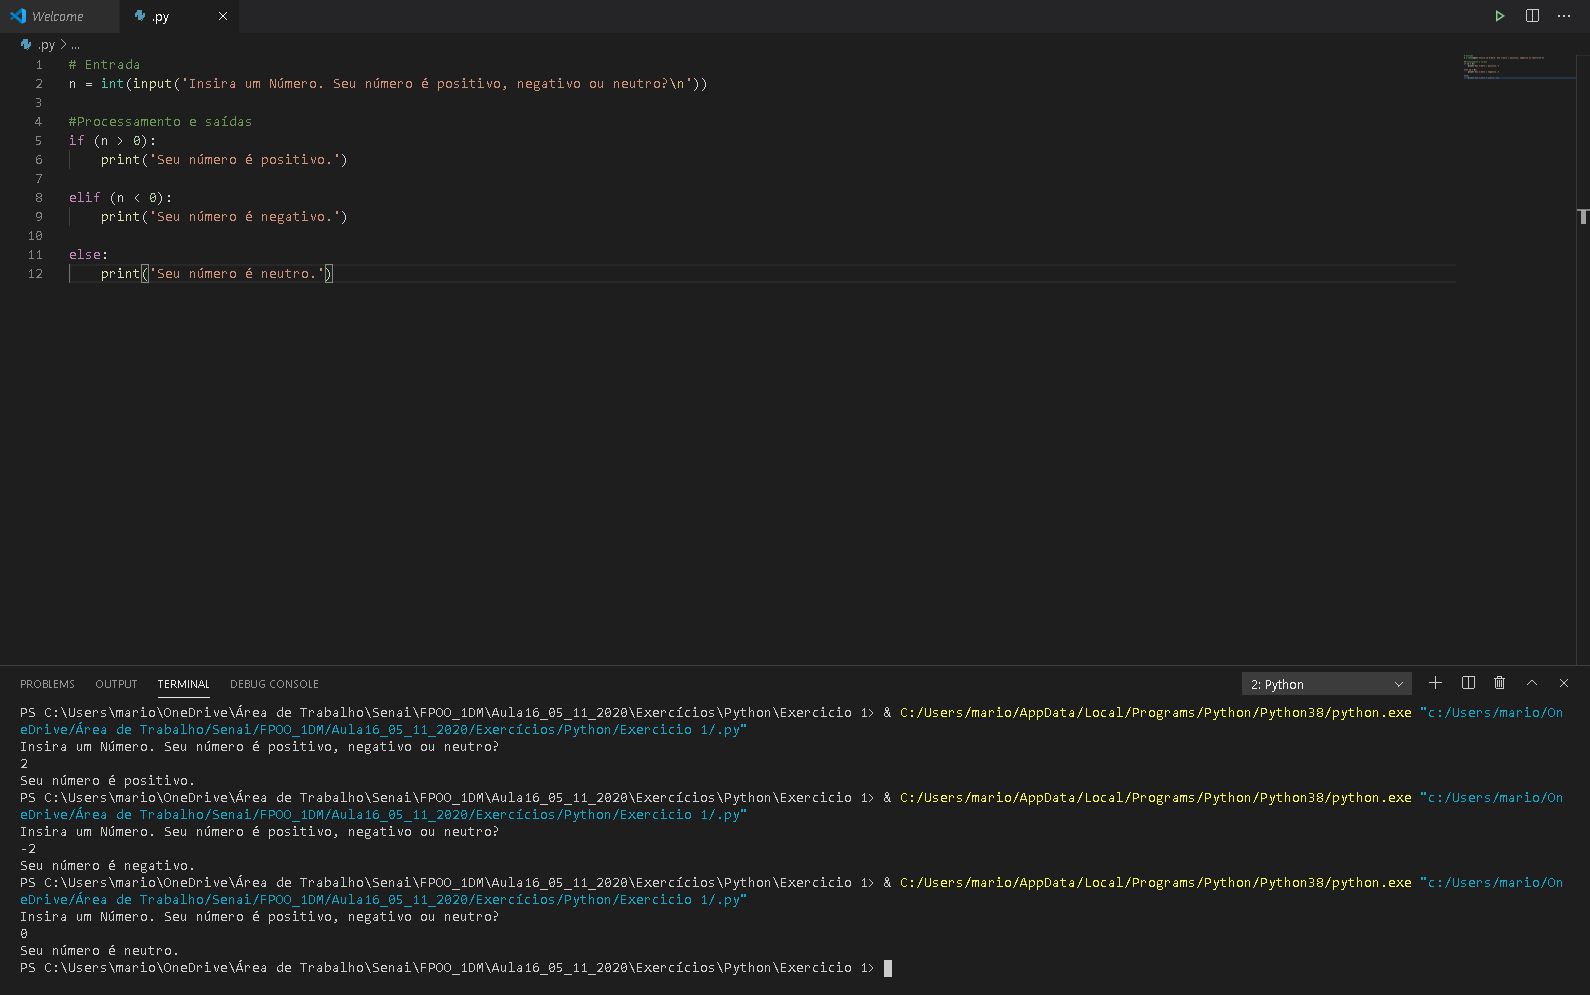 Welcome
.py
.py > ...
1 # Entrada
2 n = int(input('Insira um Número. Seu número é positivo, negativo ou neutro?\n'))
3
4 #Processamento e saídas
5 if (n > 0):
6     print('Seu número é positivo.')
7
8 elif (n < 0):
9     print('Seu número é negativo.')
10
11 else:
12     print('Seu número é neutro.')
PROBLEMS OUTPUT TERMINAL DEBUG CONSOLE 2: Python
PS C:\Users\mario\OneDrive\Área de Trabalho\Senai\FPOO_1DM\Aula16_05_11_2020\Exercícios\Python\Exercicio 1> & C:/Users/mario/AppData/Local/Programs/Python/Python38/python.exe "c:/Users/mario/On
eDrive/Área de Trabalho/Senai/FPOO_1DM/Aula16_05_11_2020/Exercícios/Python/Exercicio 1/.py"
Insira um Número. Seu número é positivo, negativo ou neutro?
2
Seu número é positivo.
PS C:\Users\mario\OneDrive\Área de Trabalho\Senai\FPOO_1DM\Aula16_05_11_2020\Exercícios\Python\Exercicio 1> & C:/Users/mario/AppData/Local/Programs/Python/Python38/python.exe "c:/Users/mario/On
eDrive/Área de Trabalho/Senai/FPOO_1DM/Aula16_05_11_2020/Exercícios/Python/Exercicio 1/.py"
Insira um Número. Seu número é positivo, negativo ou neutro?
-2
Seu número é negativo.
PS C:\Users\mario\OneDrive\Área de Trabalho\Senai\FPOO_1DM\Aula16_05_11_2020\Exercícios\Python\Exercicio 1> & C:/Users/mario/AppData/Local/Programs/Python/Python38/python.exe "c:/Users/mario/On
eDrive/Área de Trabalho/Senai/FPOO_1DM/Aula16_05_11_2020/Exercícios/Python/Exercicio 1/.py"
Insira um Número. Seu número é positivo, negativo ou neutro?
0
Seu número é neutro.
PS C:\Users\mario\OneDrive\Área de Trabalho\Senai\FPOO_1DM\Aula16_05_11_2020\Exercícios\Python\Exercicio 1>